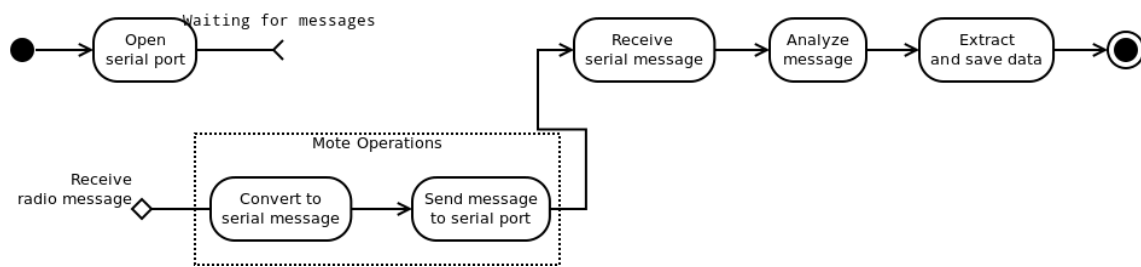 Waiting for messages
Open
serial port
Receive
serial message
Analyze
message
Extract
and save data
Mote Operations
Receive
radio message
Convert to
serial message
Send message
to serial port